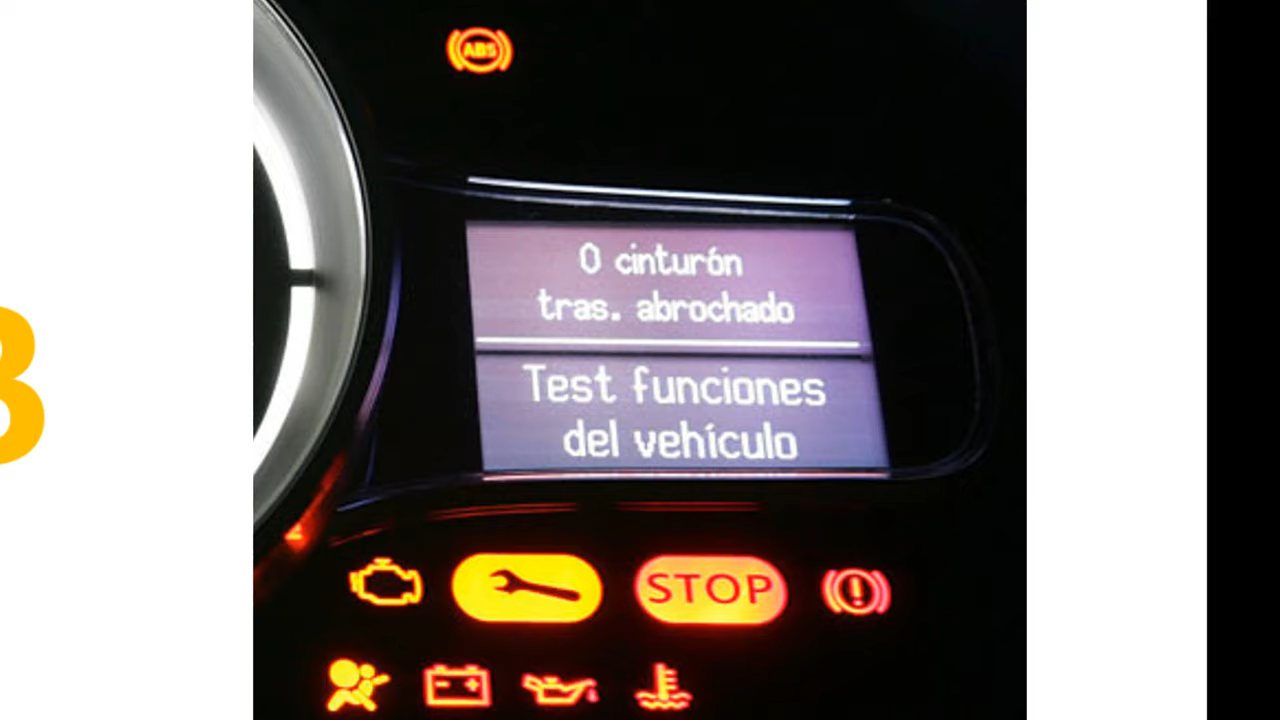 ABS
0 cinturón
tras. abrochado
Test funciones
del vehículo
STOP